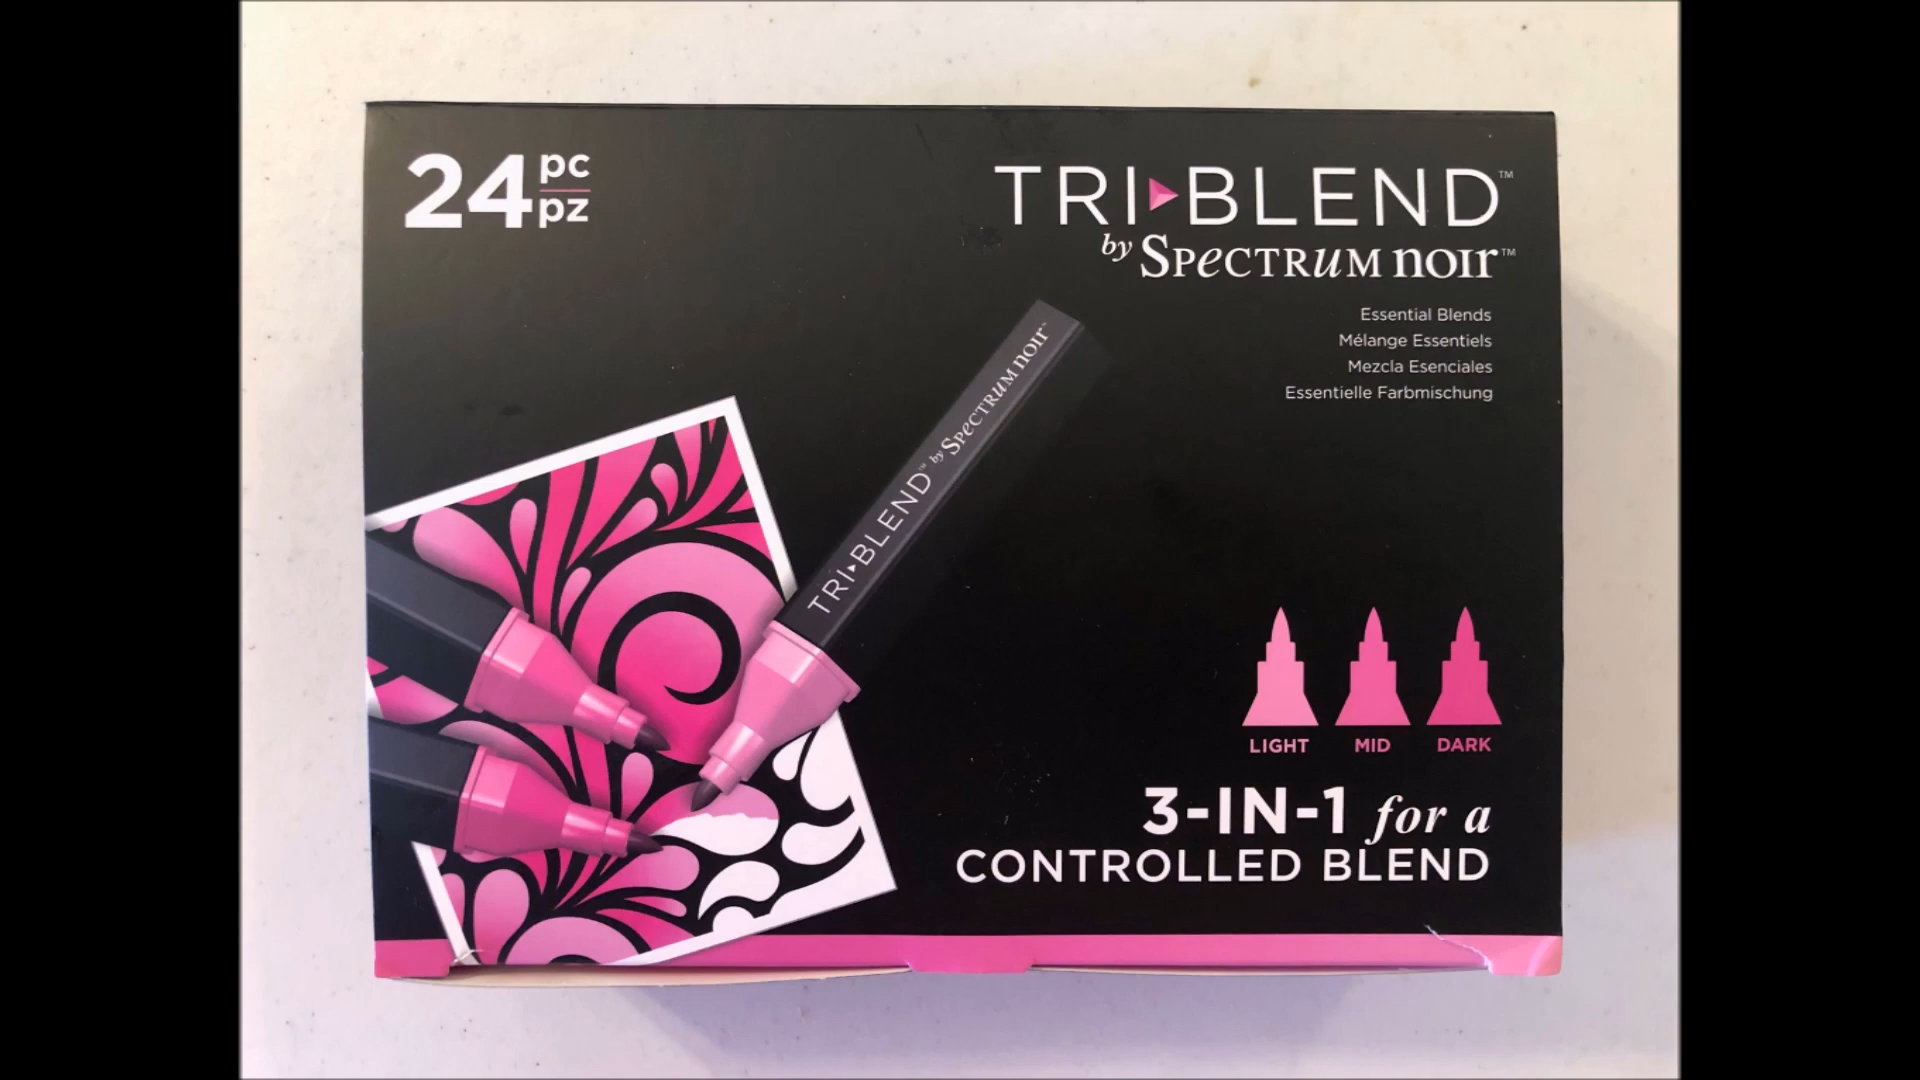 24 pc
pz
TRI▸BLEND™
by SPeCTRUM noir™
Essential Blends
Mélange Essentiels
Mezcla Esenciales
Essentielle Farbmischung
TRI▸BLEND™ by SPeCTRUM noir™
LIGHT MID DARK
3-IN-1 for a
CONTROLLED BLEND